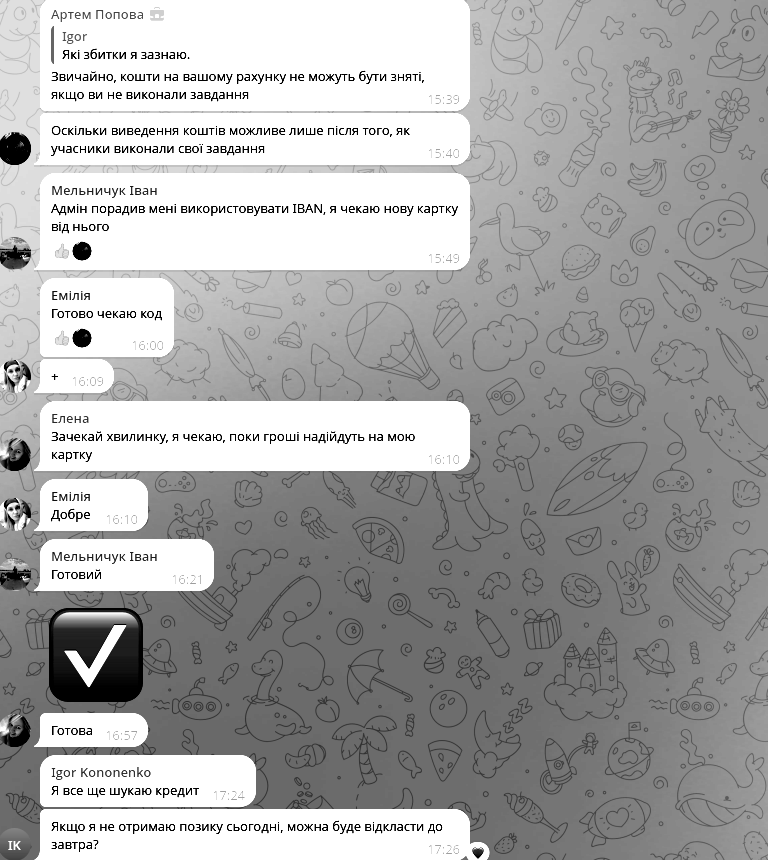 Артем Попова
Igor
Які збитки я зазнаю.
Звичайно, кошти на вашому рахунку не можуть бути зняті,
якщо ви не виконали завдання
15:39
Оскільки виведення коштів можливе лише після того, як
учасники виконали свої завдання
15:40
Мельничук Іван
Адмін порадив мені використовувати IBAN, я чекаю нову картку
від нього
15:49
Емілія
Готово чекаю код
16:00
+ 16:09
Елена
Зачекай хвилинку, я чекаю, поки гроші надійдуть на мою
картку
16:10
Емілія
Добре 16:10
Мельничук Іван
Готовий 16:21
Готова 16:57
Igor Kononenko
Я все ще шукаю кредит 17:24
Якщо я не отримаю позику сьогодні, можна буде відкласти до
завтра?
17:26
IK